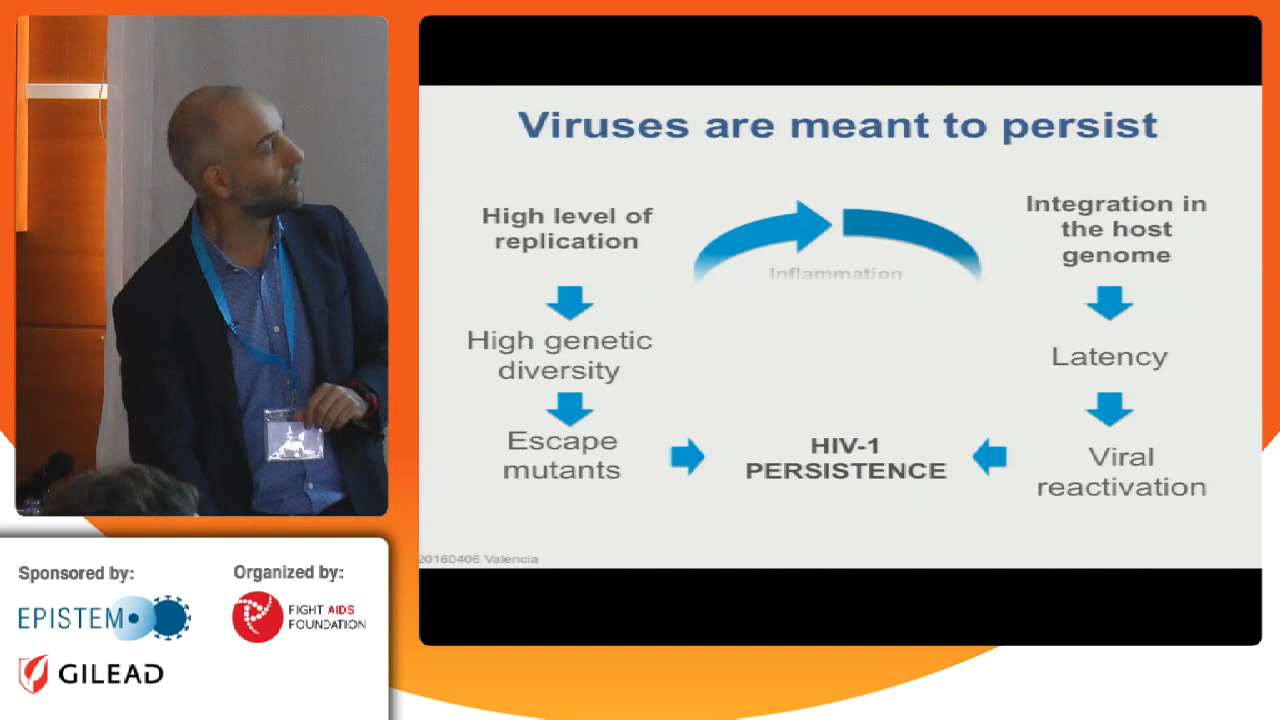 Viruses are meant to persist
High level of
replication
Inflammation
Integration in
the host
genome
High genetic
diversity
Latency
Escape
mutants
HIV-1
PERSISTENCE
Viral
reactivation
20160406 Valencia
Sponsored by:
EPISTEM
GILEAD
Organized by:
FIGHT AIDS
FOUNDATION